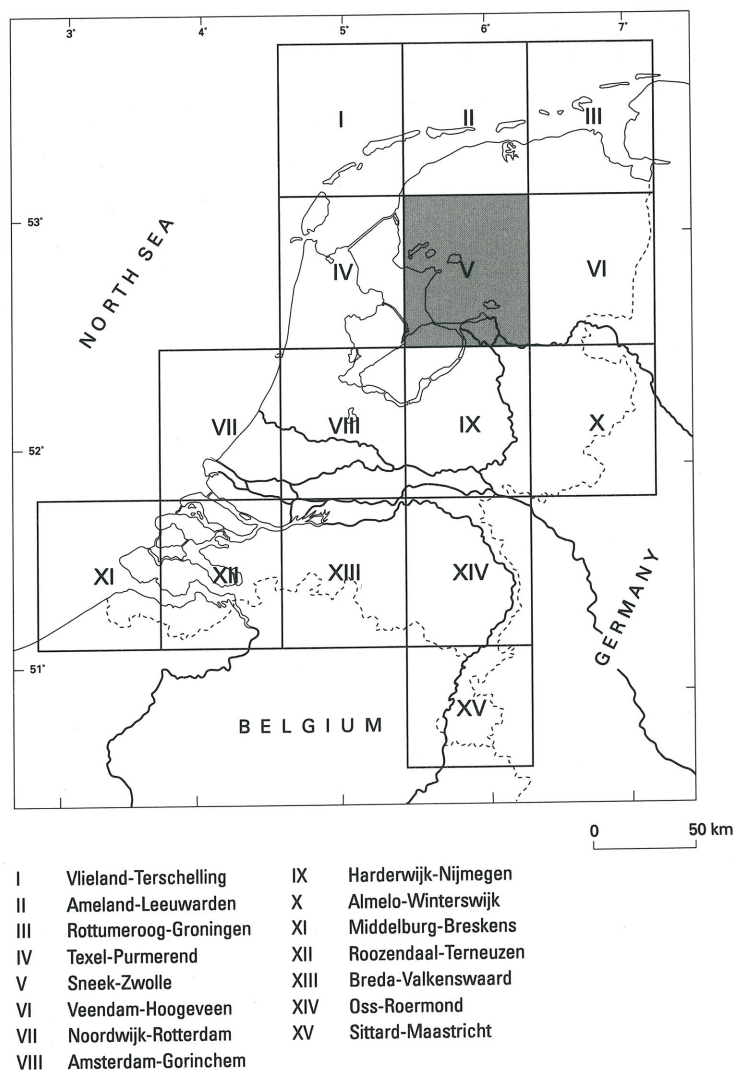 3° 4° 5° 6° 7°
I II III
53°
NORTH SEA
IV V VI
52°
VII VIII IX X
XI XII XIII XIV
GERMANY
51°
BELGIUM
XV
0 50 km
I Vlieland-Terschelling
II Ameland-Leeuwarden
III Rottumeroog-Groningen
IV Texel-Purmerend
V Sneek-Zwolle
VI Veendam-Hoogeveen
VII Noordwijk-Rotterdam
VIII Amsterdam-Gorinchem
IX Harderwijk-Nijmegen
X Almelo-Winterswijk
XI Middelburg-Breskens
XII Roozendaal-Terneuzen
XIII Breda-Valkenswaard
XIV Oss-Roermond
XV Sittard-Maastricht